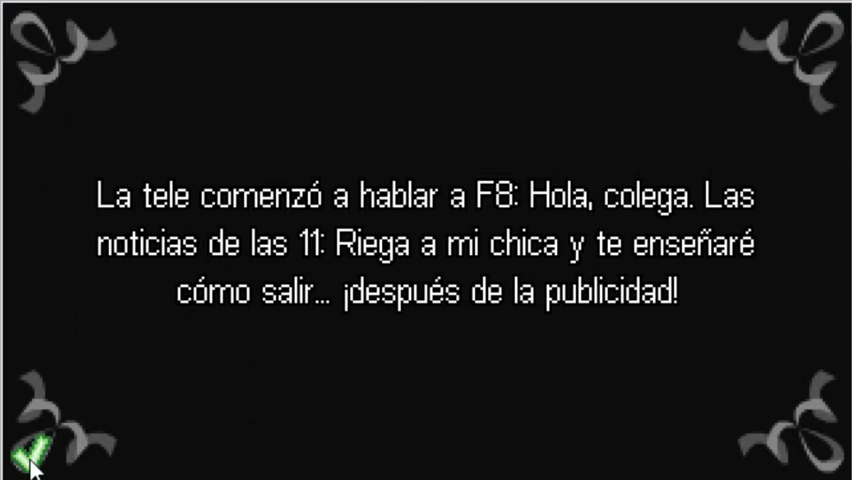 La tele comenzó a hablar a F8: Hola, colega. Las
noticias de las 11: Riega a mi chica y te enseñaré
cómo salir... ¡después de la publicidad!